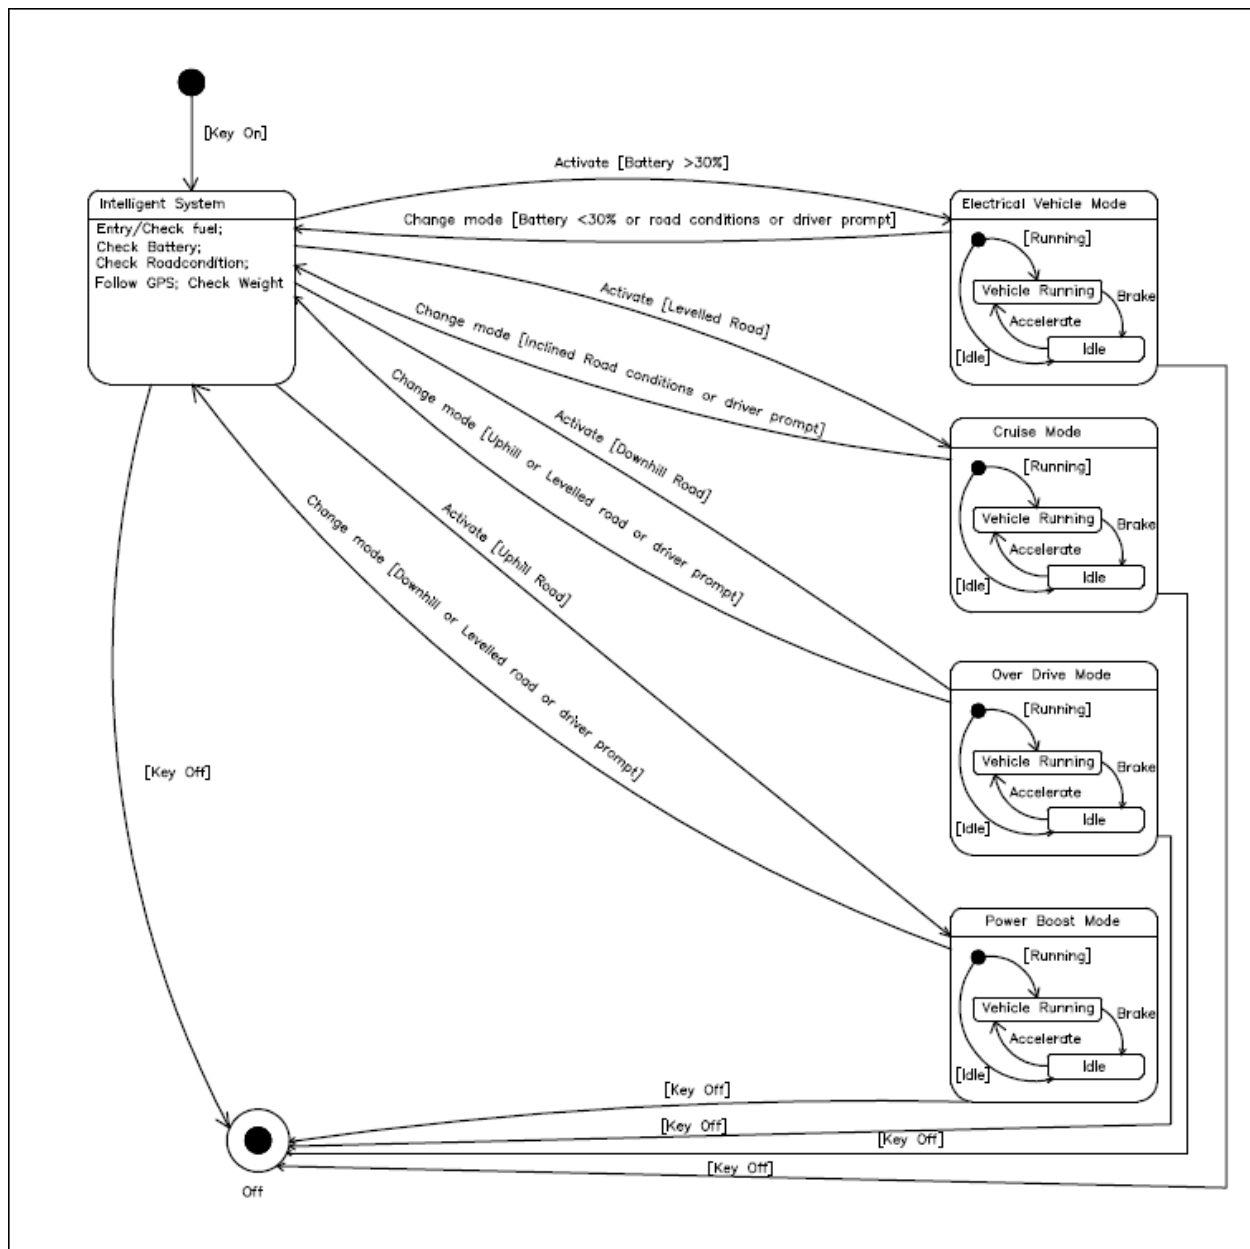 [Key On]
Intelligent System
Entry/Check fuel;
Check Battery;
Check Roadcondition;
Follow GPS; Check Weight
Activate [Battery >30%]
Change mode [Battery <30% or road conditions or driver prompt]
Activate [Levelled Road]
Change mode [Inclined Road conditions or driver prompt]
Activate [Downhill Road]
Change mode [Uphill or Levelled road or driver prompt]
Activate [Uphill Road]
Change mode [Downhill or Levelled road or driver prompt]
Electrical Vehicle Mode
[Running]
Vehicle Running
Brake
Accelerate
Idle
[Idle]
Cruise Mode
[Running]
Vehicle Running
Brake
Accelerate
Idle
[Idle]
Over Drive Mode
[Running]
Vehicle Running
Brake
Accelerate
Idle
[Idle]
Power Boost Mode
[Running]
Vehicle Running
Brake
Accelerate
Idle
[Idle]
[Key Off]
[Key Off]
[Key Off]
[Key Off]
[Key Off]
Off